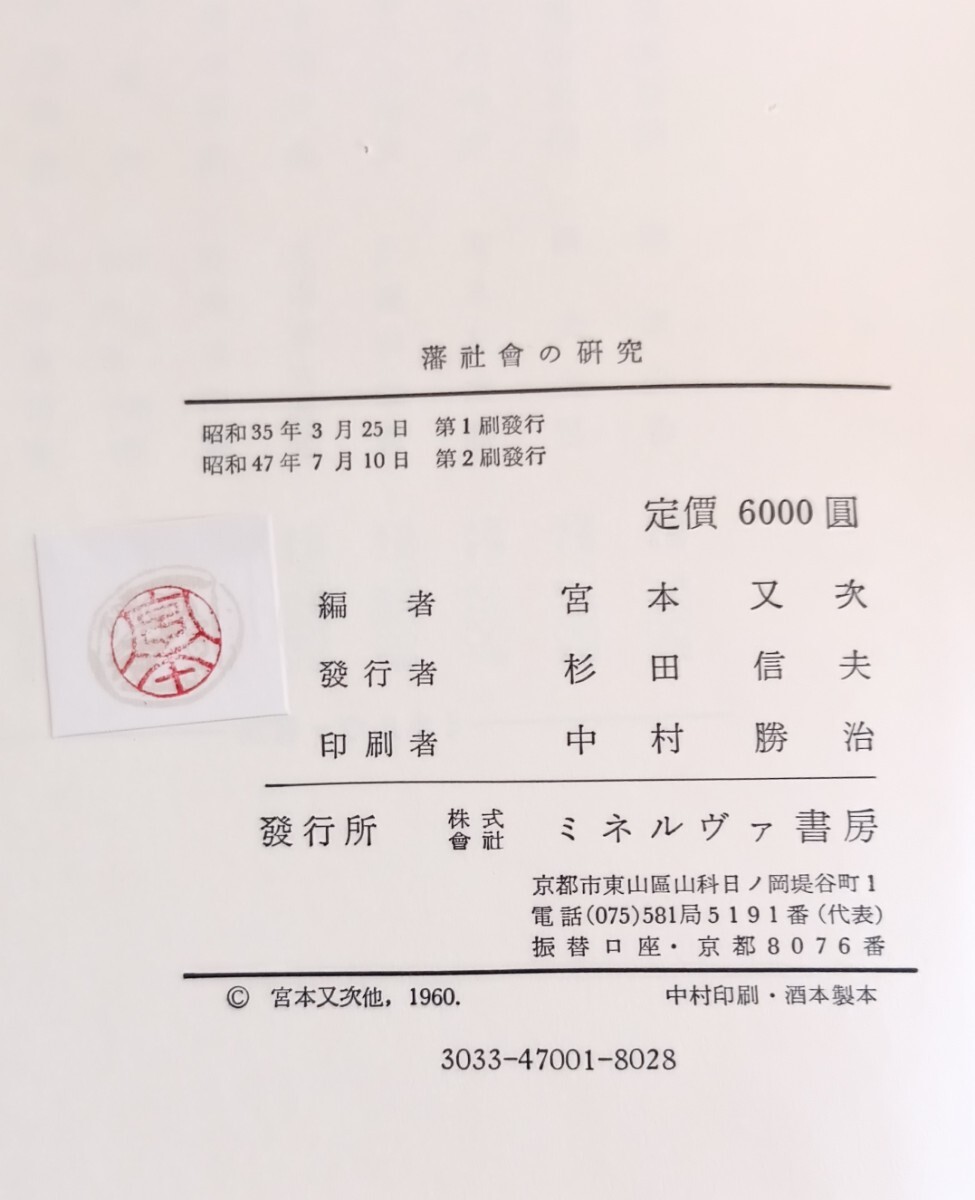 藩社會の硏究
昭和35年3月25日 第1刷發行
昭和47年7月10日 第2刷發行
定價 6000圓
編者 宮本又次
發行者 杉田信夫
印刷者 中村勝治
發行所 株式會社 ミネルヴァ書房
京都市東山區山科日ノ岡堤谷町1
電話(075)581局5191番(代表)
振替口座・京都8076番
© 宮本又次他, 1960. 中村印刷・酒本製本
3033-47001-8028